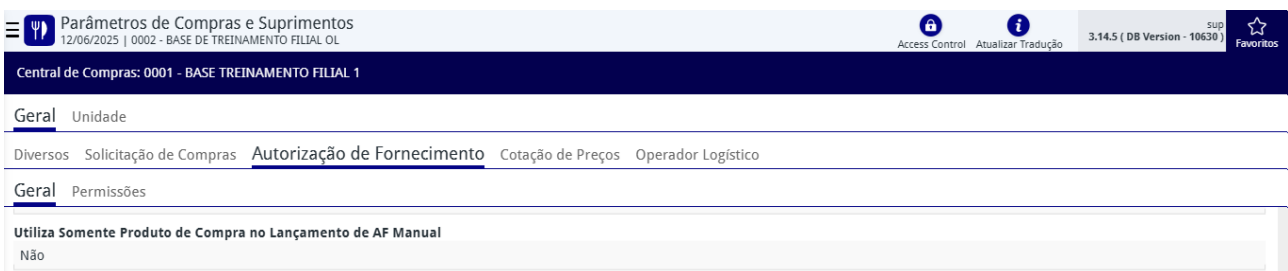 Parâmetros de Compras e Suprimentos
12/06/2025 | 0002 - BASE DE TREINAMENTO FILIAL OL
Access Control Atualizar Tradução
sup
3.14.5 ( DB Version - 10630 )
Favoritos
Central de Compras: 0001 - BASE TREINAMENTO FILIAL 1
Geral Unidade
Diversos Solicitação de Compras Autorização de Fornecimento Cotação de Preços Operador Logístico
Geral Permissões
Utiliza Somente Produto de Compra no Lançamento de AF Manual
Não